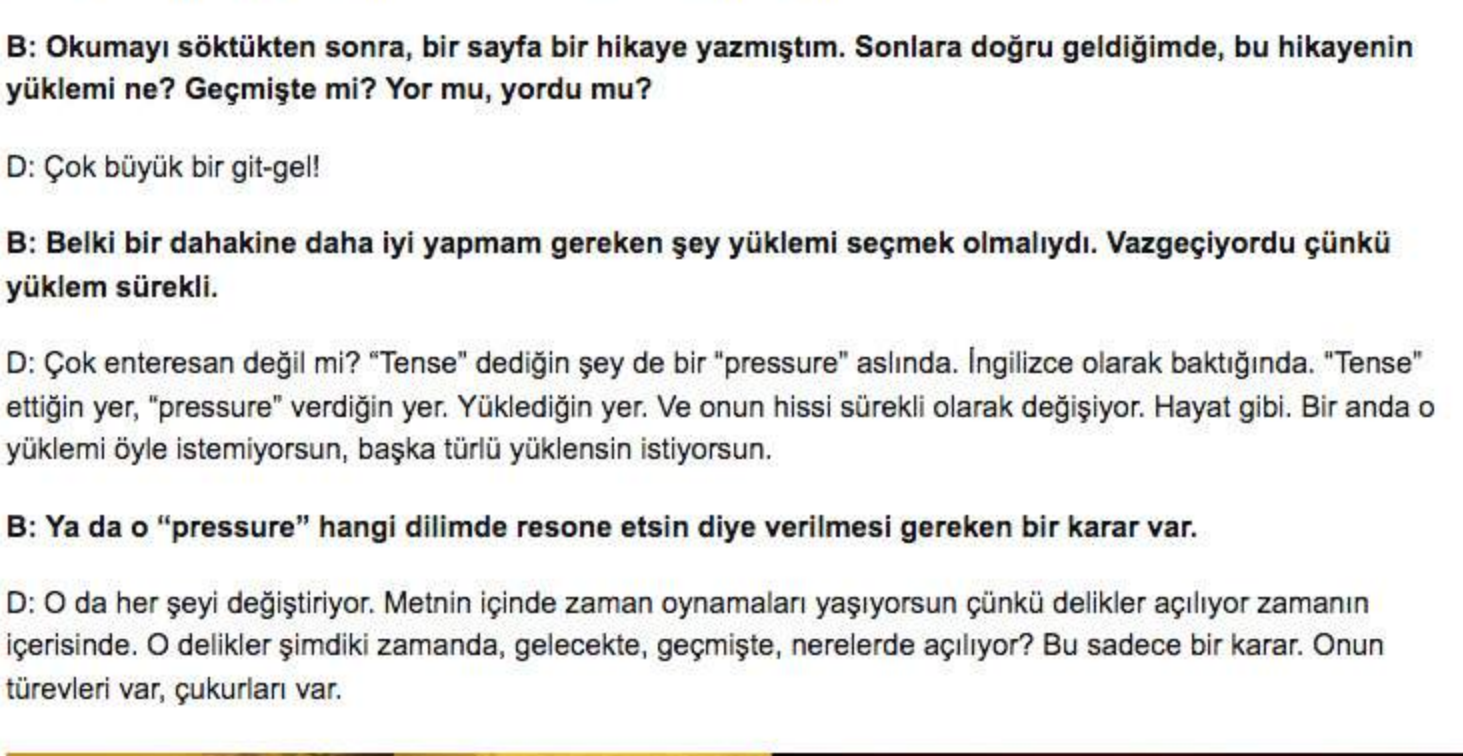 B: Okumayı söktükten sonra, bir sayfa bir hikaye yazmıştım. Sonlara doğru geldiğimde, bu hikayenin
yüklemi ne? Geçmişte mi? Yor mu, yordu mu?
D: Çok büyük bir git-gel!
B: Belki bir dahakine daha iyi yapmam gereken şey yüklemi seçmek olmalıydı. Vazgeçiyordu çünkü
yüklem sürekli.
D: Çok enteresan değil mi? “Tense” dediğin şey de bir “pressure” aslında. İngilizce olarak baktığında. "Tense”
ettiğin yer, “pressure” verdiğin yer. Yüklediğin yer. Ve onun hissi sürekli olarak değişiyor. Hayat gibi. Bir anda o
yüklemi öyle istemiyorsun, başka türlü yüklensin istiyorsun.
B: Ya da o “pressure” hangi dilimde resone etsin diye verilmesi gereken bir karar var.
D: O da her şeyi değiştiriyor. Metnin içinde zaman oynamaları yaşıyorsun çünkü delikler açılıyor zamanın
içerisinde. O delikler şimdiki zamanda, gelecekte, geçmişte, nerelerde açılıyor? Bu sadece bir karar. Onun
türevleri var, çukurları var.